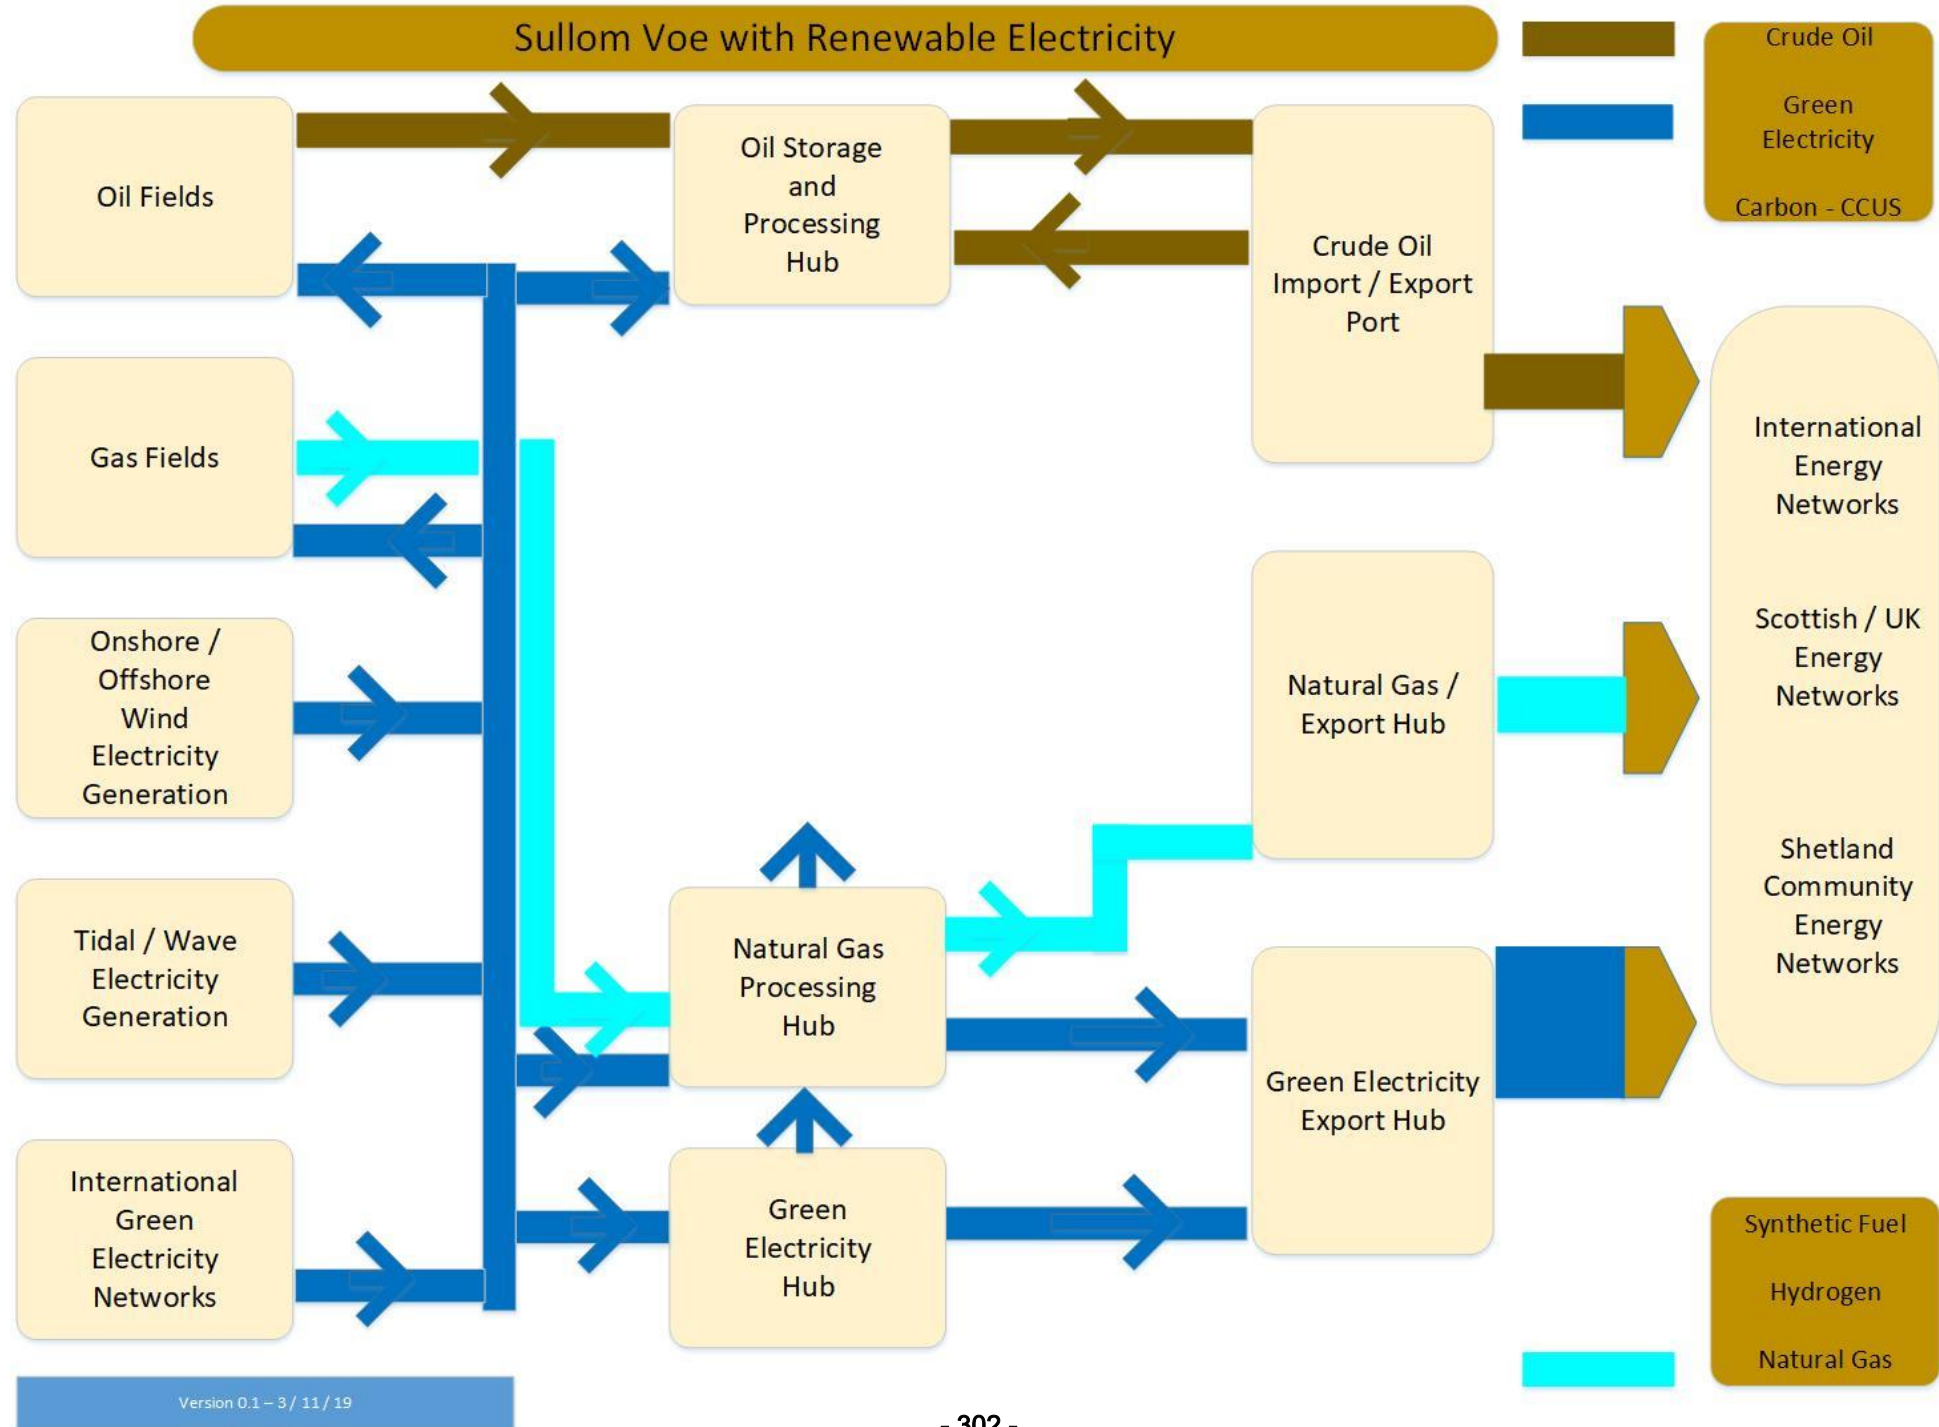 Sullom Voe with Renewable Electricity
Crude Oil
Green
Electricity
Carbon - CCUS
Oil Fields
Oil Storage
and
Processing
Hub
Crude Oil
Import / Export
Port
Gas Fields
International
Energy
Networks
Scottish / UK
Energy
Networks
Shetland
Community
Energy
Networks
Onshore /
Offshore
Wind
Electricity
Generation
Natural Gas /
Export Hub
Tidal / Wave
Electricity
Generation
Natural Gas
Processing
Hub
Green Electricity
Export Hub
International
Green
Electricity
Networks
Green
Electricity
Hub
Synthetic Fuel
Hydrogen
Natural Gas
Version 0.1 – 3 / 11 / 19
- 302 -